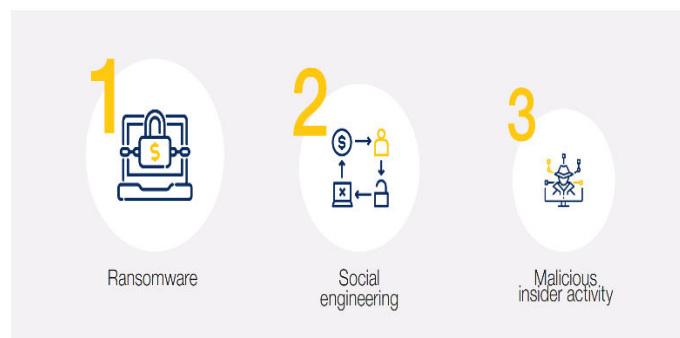 1
Ransomware
2
Social
engineering
3
Malicious
insider activity